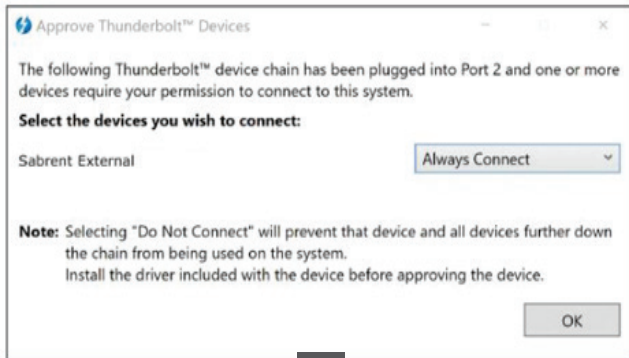 Approve Thunderbolt™ Devices
The following Thunderbolt™ device chain has been plugged into Port 2 and one or more
devices require your permission to connect to this system.
Select the devices you wish to connect:
Sabrent External
Always Connect
Note: Selecting "Do Not Connect" will prevent that device and all devices further down
the chain from being used on the system.
Install the driver included with the device before approving the device.
OK